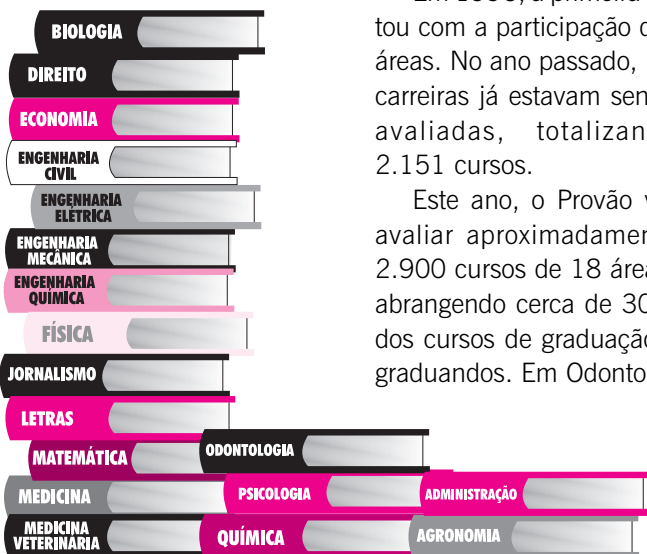 BIOLOGIA
DIREITO
ECONOMIA
ENGENHARIA
CIVIL
ENGENHARIA
ELÉTRICA
ENGENHARIA
MECÂNICA
ENGENHARIA
QUÍMICA
FÍSICA
JORNALISMO
LETRAS
MATEMÁTICA
ODONTOLOGIA
MEDICINA
PSICOLOGIA
ADMINISTRAÇÃO
MEDICINA
VETERINÁRIA
QUÍMICA
AGRONOMIA
tou com a participação
áreas. No ano passado,
carreiras já estavam
avaliadas, totalizan
2.151 cursos.
Este ano, o Provão
avaliar aproximadamen
2.900 cursos de 18
abrangendo cerca de 30
dos cursos de graduação
graduandos. Em Odonto